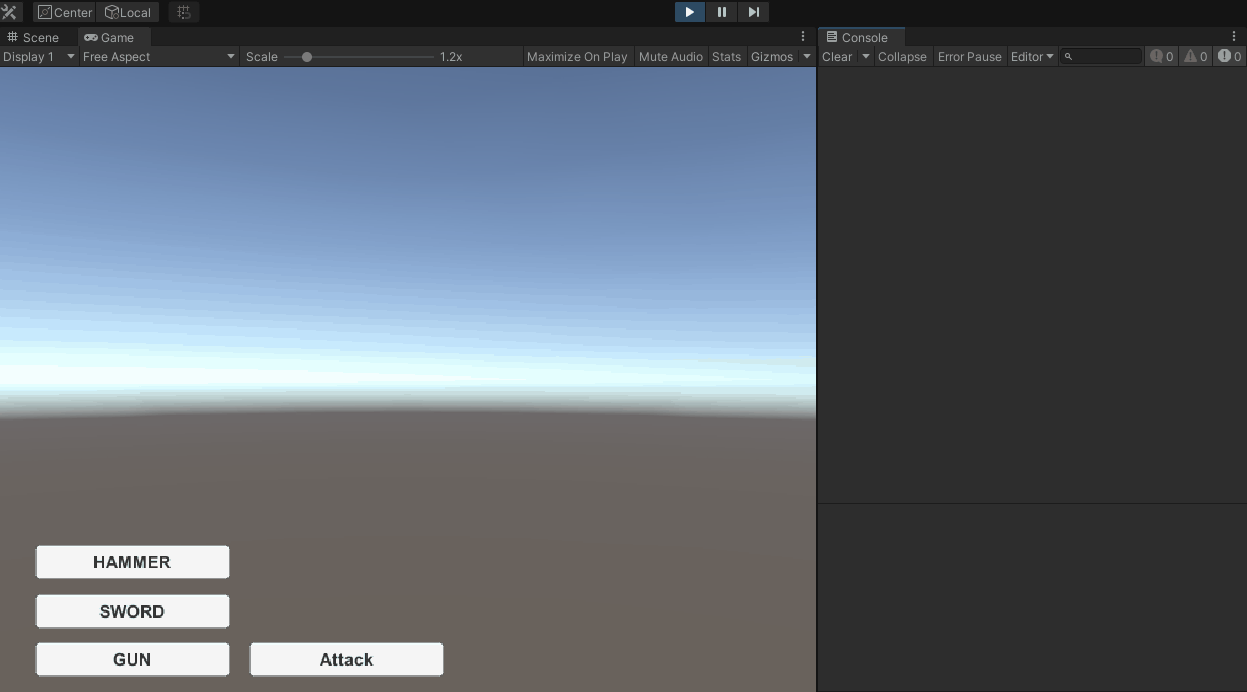 Center Local
Scene Game
Display 1 Free Aspect Scale 1.2x Maximize On Play Mute Audio Stats Gizmos
Console
Clear Collapse Error Pause Editor 0 0 0
HAMMER
SWORD
GUN Attack